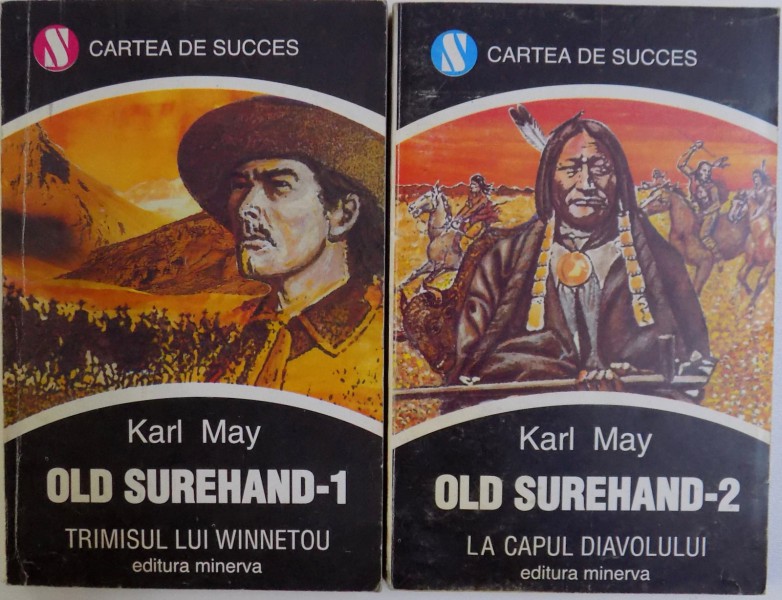 S CARTEA DE SUCCES
Karl May
OLD SUREHAND-1
TRIMISUL LUI WINNETOU
editura minerva
S CARTEA DE SUCCES
Karl May
OLD SUREHAND-2
LA CAPUL DIAVOLULUI
editura minerva